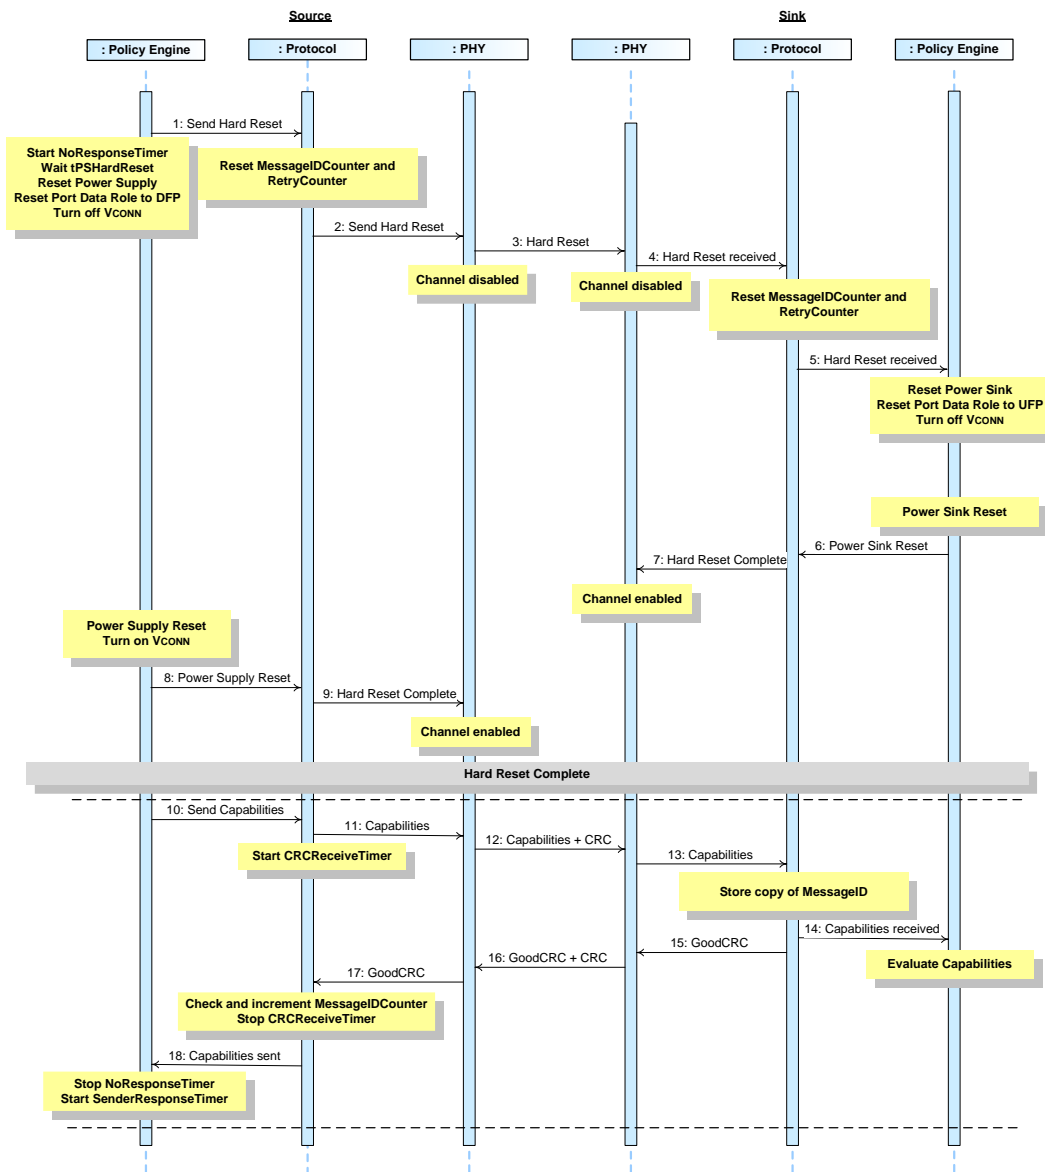 Source
Sink
: Policy Engine
: Protocol
: PHY
: PHY
: Protocol
: Policy Engine
1: Send Hard Reset
Start NoResponseTimer
Wait tPSHardReset
Reset Power Supply
Reset Port Data Role to DFP
Turn off VCONN
Reset MessageIDCounter and
RetryCounter
2: Send Hard Reset
3: Hard Reset
4: Hard Reset received
Channel disabled
Channel disabled
Reset MessageIDCounter and
RetryCounter
5: Hard Reset received
Reset Power Sink
Reset Port Data Role to UFP
Turn off VCONN
Power Sink Reset
6: Power Sink Reset
7: Hard Reset Complete
Channel enabled
Power Supply Reset
Turn on VCONN
8: Power Supply Reset
9: Hard Reset Complete
Channel enabled
Hard Reset Complete
10: Send Capabilities
11: Capabilities
12: Capabilities + CRC
Start CRCReceiveTimer
13: Capabilities
Store copy of MessageID
14: Capabilities received
15: GoodCRC
16: GoodCRC + CRC
Evaluate Capabilities
17: GoodCRC
Check and increment MessageIDCounter
Stop CRCReceiveTimer
18: Capabilities sent
Stop NoResponseTimer
Start SenderResponseTimer